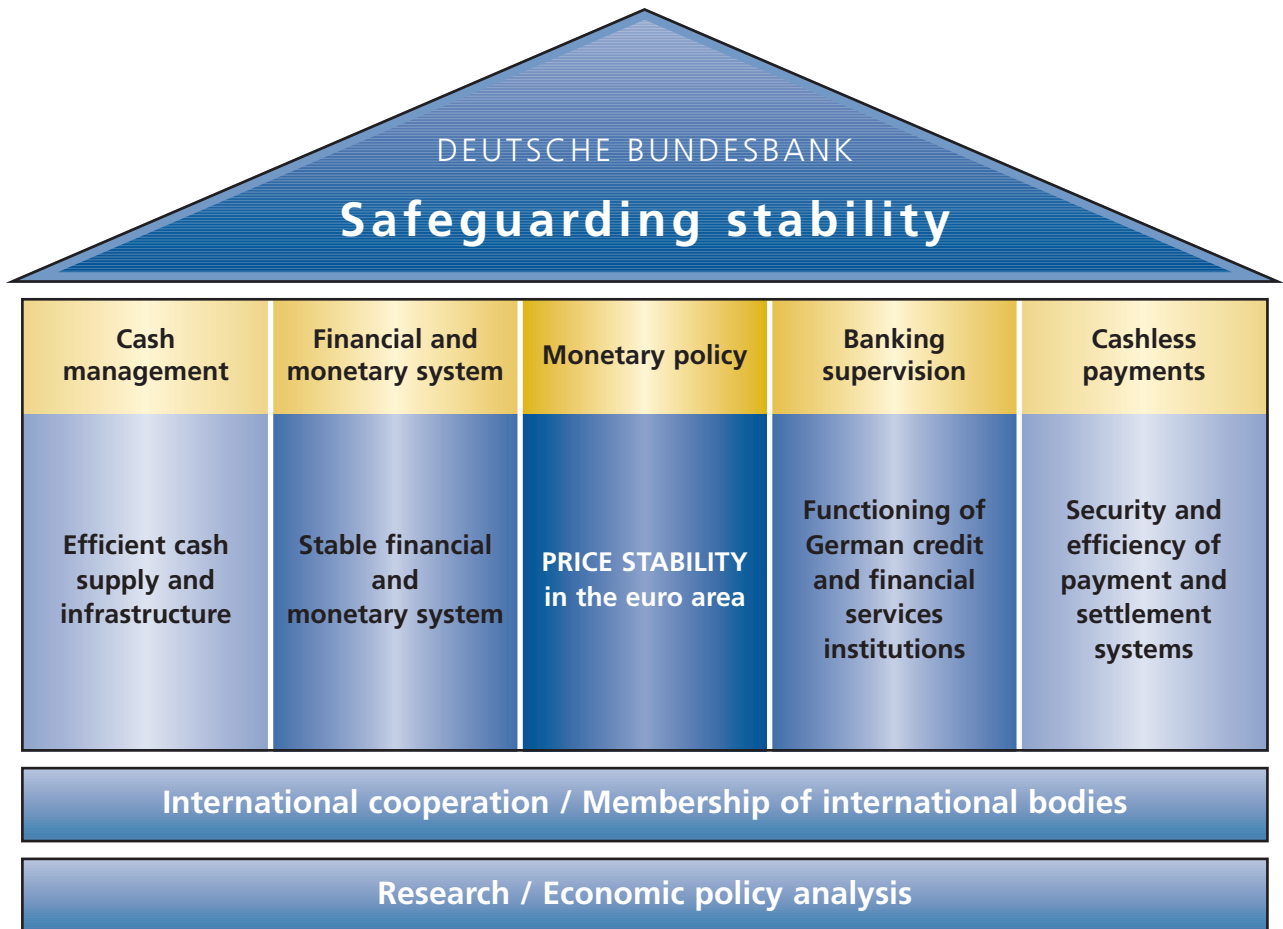 DEUTSCHE BUNDESBANK
Safeguarding stability
Cash
management
Financial and
monetary system
Monetary policy
Banking
supervision
Cashless
payments
Efficient cash
supply and
infrastructure
Stable financial
and
monetary system
PRICE STABILITY
in the euro area
Functioning of
German credit
and financial
services
institutions
Security and
efficiency of
payment and
settlement
systems
International cooperation / Membership of international bodies
Research / Economic policy analysis